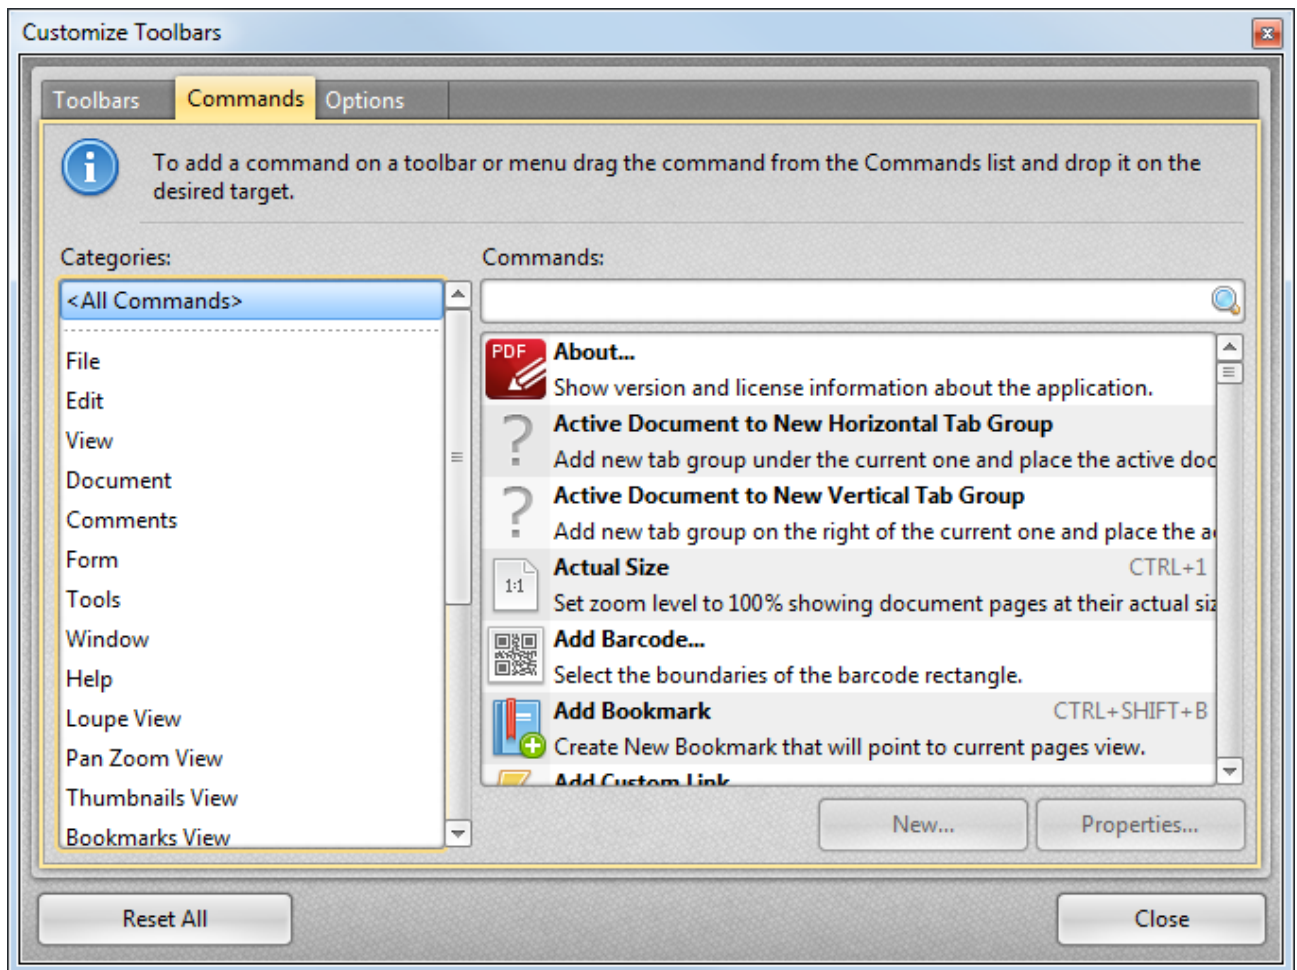 Customize Toolbars
Toolbars
Commands
Options
To add a command on a toolbar or menu drag the command from the Commands list and drop it on the
desired target.
Categories:
<All Commands>
File
Edit
View
Document
Comments
Form
Tools
Window
Help
Loupe View
Pan Zoom View
Thumbnails View
Bookmarks View
Commands:
PDF
About...
Show version and license information about the application.
Active Document to New Horizontal Tab Group
Add new tab group under the current one and place the active doc
Active Document to New Vertical Tab Group
Add new tab group on the right of the current one and place the a
1:1
Actual Size CTRL+1
Set zoom level to 100% showing document pages at their actual siz
Add Barcode...
Select the boundaries of the barcode rectangle.
Add Bookmark CTRL+SHIFT+B
Create New Bookmark that will point to current pages view.
Add Custom Link
New...
Properties...
Reset All
Close